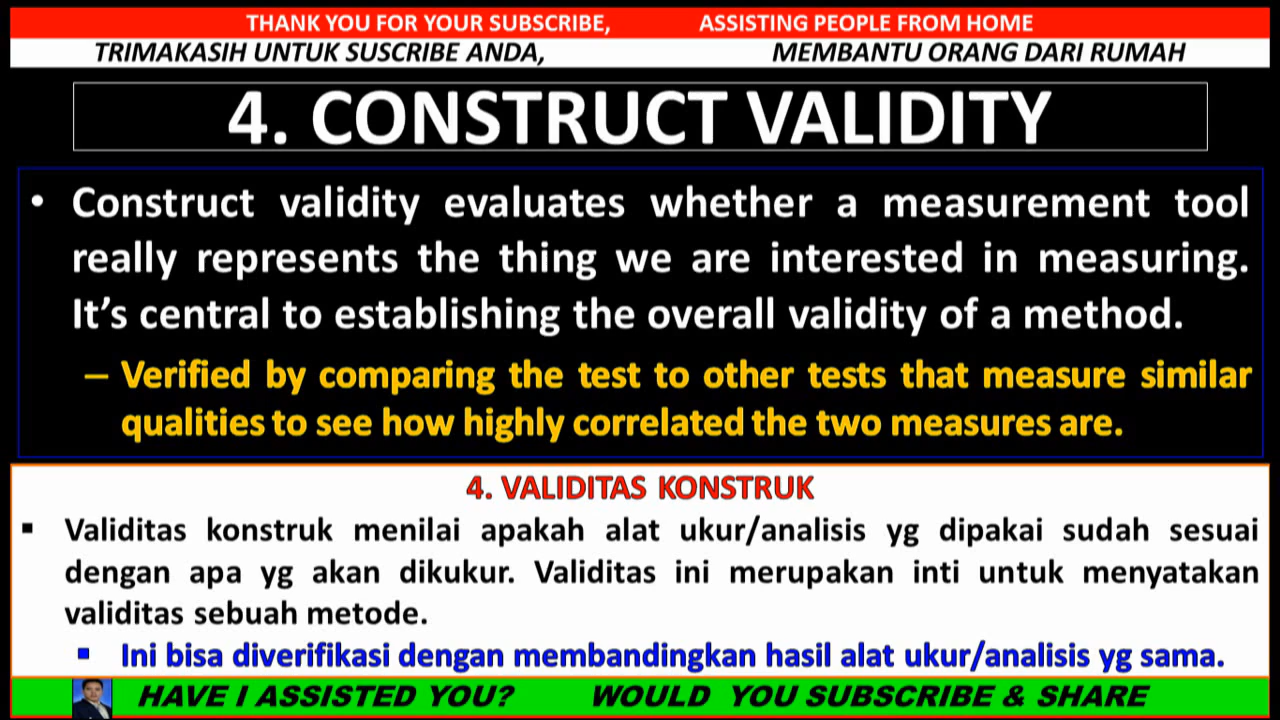 THANK YOU FOR YOUR SUBSCRIBE, ASSISTING PEOPLE FROM HOME
TRIMAKASIH UNTUK SUSCRIBE ANDA, MEMBANTU ORANG DARI RUMAH
4. CONSTRUCT VALIDITY
• Construct validity evaluates whether a measurement tool
really represents the thing we are interested in measuring.
It's central to establishing the overall validity of a method.
– Verified by comparing the test to other tests that measure similar
qualities to see how highly correlated the two measures are.
4. VALIDITAS KONSTRUK
▪ Validitas konstruk menilai apakah alat ukur/analisis yg dipakai sudah sesuai
dengan apa yg akan dikukur. Validitas ini merupakan inti untuk menyatakan
validitas sebuah metode.
▪ Ini bisa diverifikasi dengan membandingkan hasil alat ukur/analisis yg sama.
HAVE I ASSISTED YOU? WOULD YOU SUBSCRIBE & SHARE